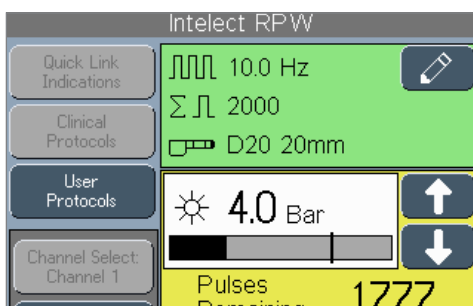 Intelect RPW
Quick Link
Indications
10.0 Hz
Clinical
Protocols
2000
D20 20mm
User
Protocols
4.0 Bar
Channel Select:
Channel 1
Pulses
Remaining
1777